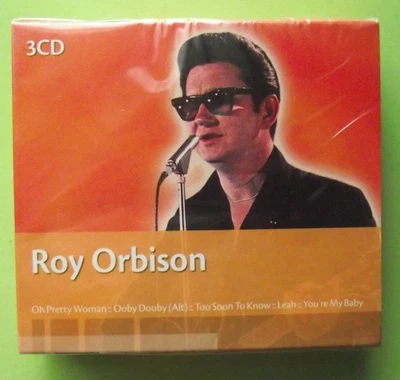 3CD
Roy Orbison
Oh Pretty Woman :: Ooby Dooby (Alt) :: Too Soon To Know :: Leah :: You're My Baby